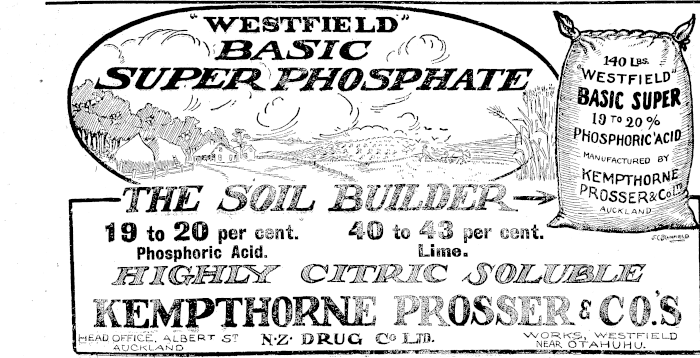 "WESTFIELD"
BASIC
SUPER PHOSPHATE
140 LBS.
"WESTFIELD"
BASIC SUPER
19 TO 20 %
PHOSPHORIC ACID
MANUFACTURED BY
KEMPTHORNE
PROSSER & CO LTD
AUCKLAND
THE SOIL BUILDER
19 to 20 per cent. 40 to 43 per cent.
Phosphoric Acid. Lime.
HIGHLY CITRIC SOLUBLE
KEMPTHORNE PROSSER & CO.'S
HEAD OFFICE, ALBERT ST N.Z. DRUG CO LTD. WORKS, WESTFIELD
AUCKLAND NEAR OTAHUHU.